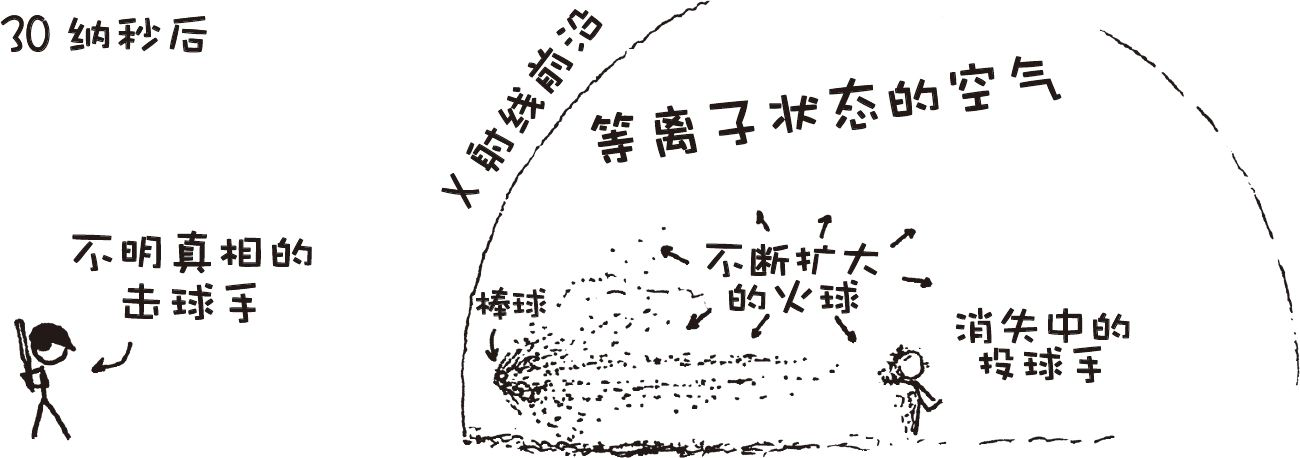 30 纳秒后
X射线前沿
等离子状态的空气
不明真相的
击球手
棒球
不断扩大
的火球
消失中的
投球手